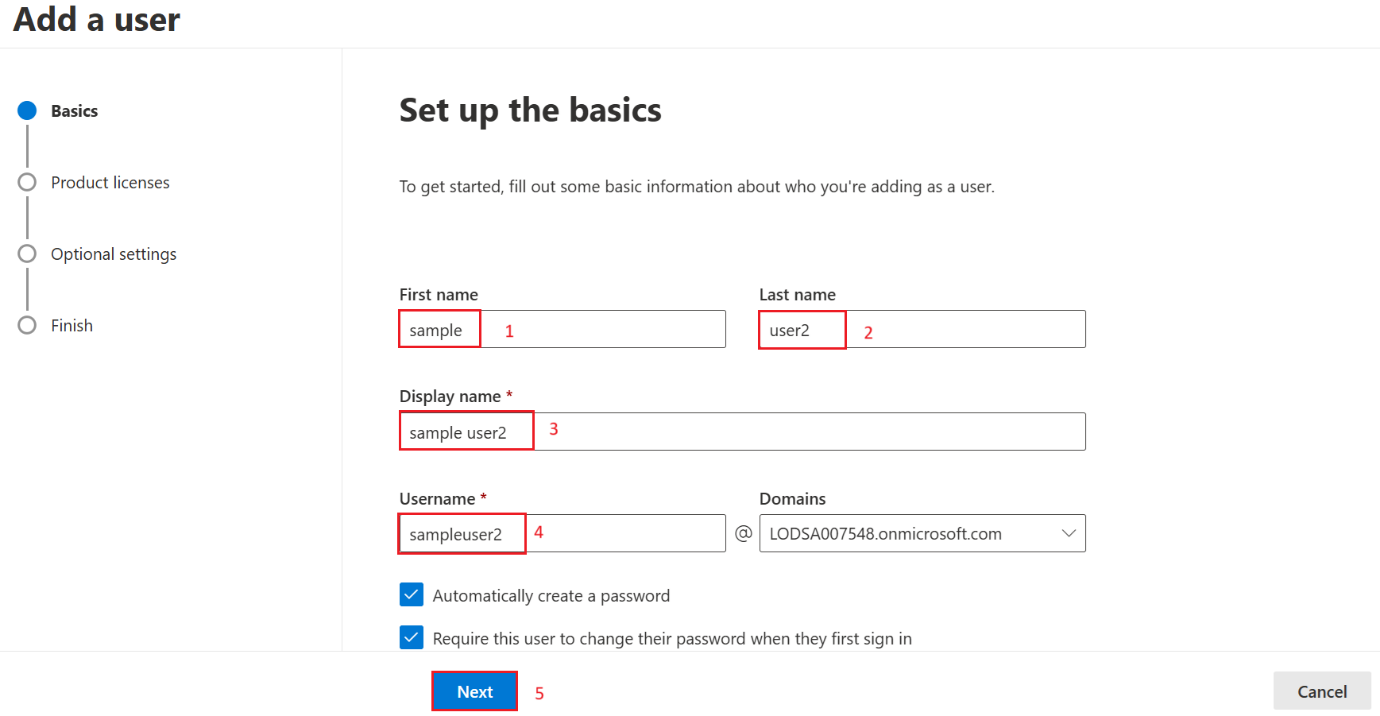 Add a user
Basics
Product licenses
Optional settings
Finish
Set up the basics
To get started, fill out some basic information about who you're adding as a user.
First name
Last name
sample 1
user2 2
Display name *
sample user2 3
Username *
Domains
sampleuser2 4 @ LODSA007548.onmicrosoft.com
Automatically create a password
Require this user to change their password when they first sign in
Next 5
Cancel